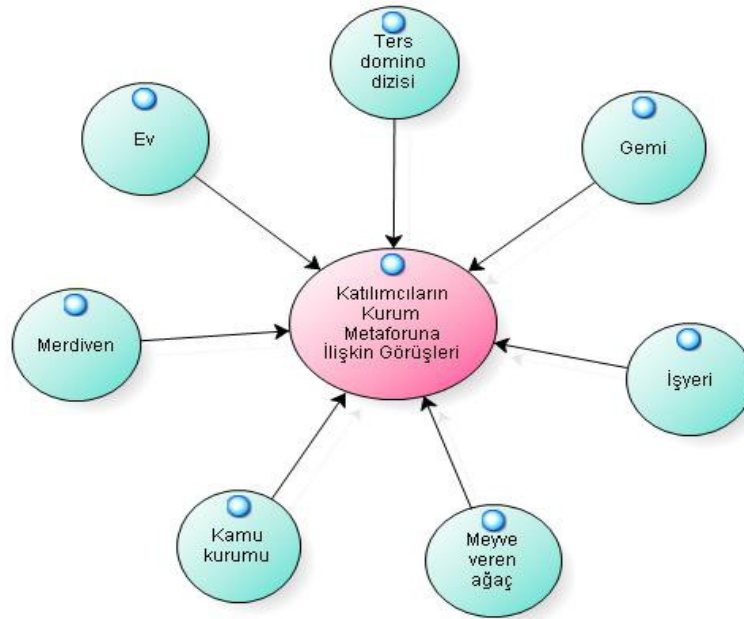 Ters
domino
dizisi
Ev
Gemi
Katılımcıların
Kurum
Metaforuna
İlişkin Görüşleri
Merdiven
İşyeri
Kamu
kurumu
Meyve
veren
ağaç